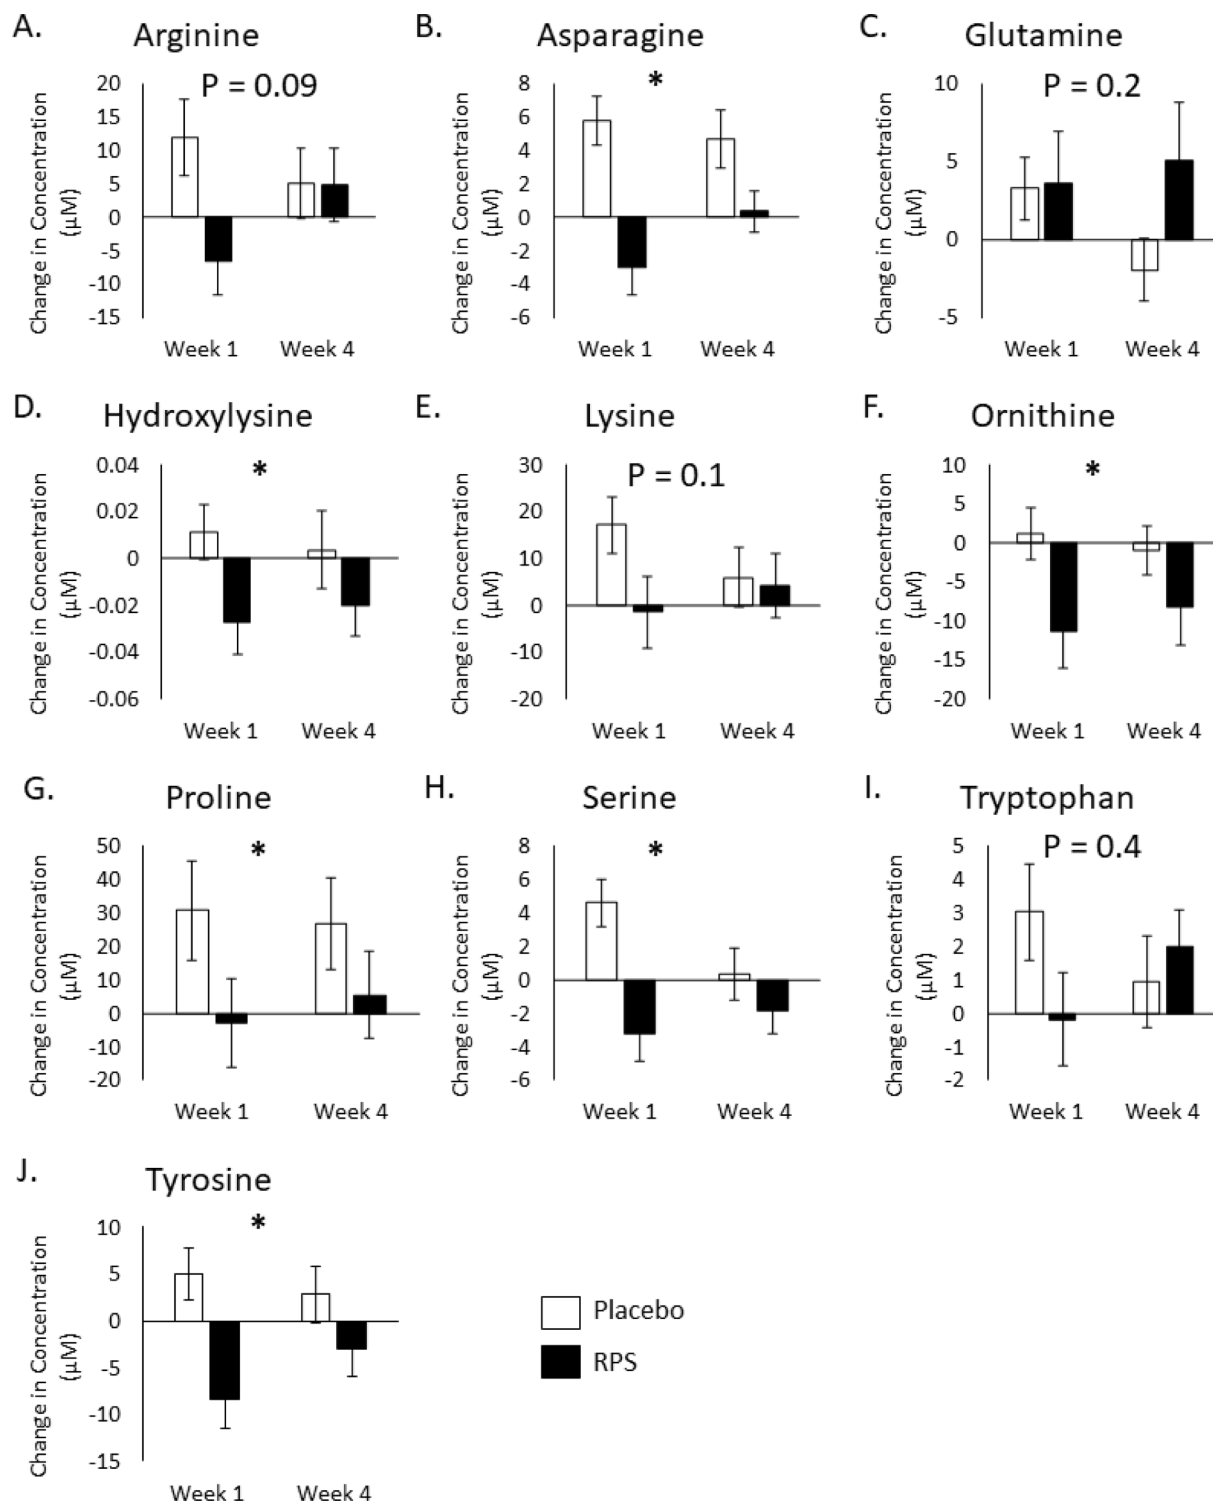 A.
Arginine
P = 0.09
Change in Concentration
(µM)
20
15
10
5
0
-5
-10
-15
Week 1
Week 4
B.
Asparagine
*
Change in Concentration
(µM)
8
6
4
2
0
-2
-4
-6
Week 1
Week 4
C.
Glutamine
P = 0.2
Change in Concentration
(µM)
10
5
0
-5
Week 1
Week 4
D.
Hydroxylysine
*
Change in Concentration
(µM)
0.04
0.02
0
-0.02
-0.04
-0.06
Week 1
Week 4
E.
Lysine
P = 0.1
Change in Concentration
(µM)
30
20
10
0
-10
-20
Week 1
Week 4
F.
Ornithine
*
Change in Concentration
(µM)
10
5
0
-5
-10
-15
-20
Week 1
Week 4
G.
Proline
*
Change in Concentration
(µM)
50
40
30
20
10
0
-10
-20
Week 1
Week 4
H.
Serine
*
Change in Concentration
(µM)
8
6
4
2
0
-2
-4
-6
Week 1
Week 4
I.
Tryptophan
P = 0.4
Change in Concentration
(µM)
5
4
3
2
1
0
-1
-2
Week 1
Week 4
J.
Tyrosine
*
Change in Concentration
(µM)
10
5
0
-5
-10
-15
Week 1
Week 4
Placebo
RPS